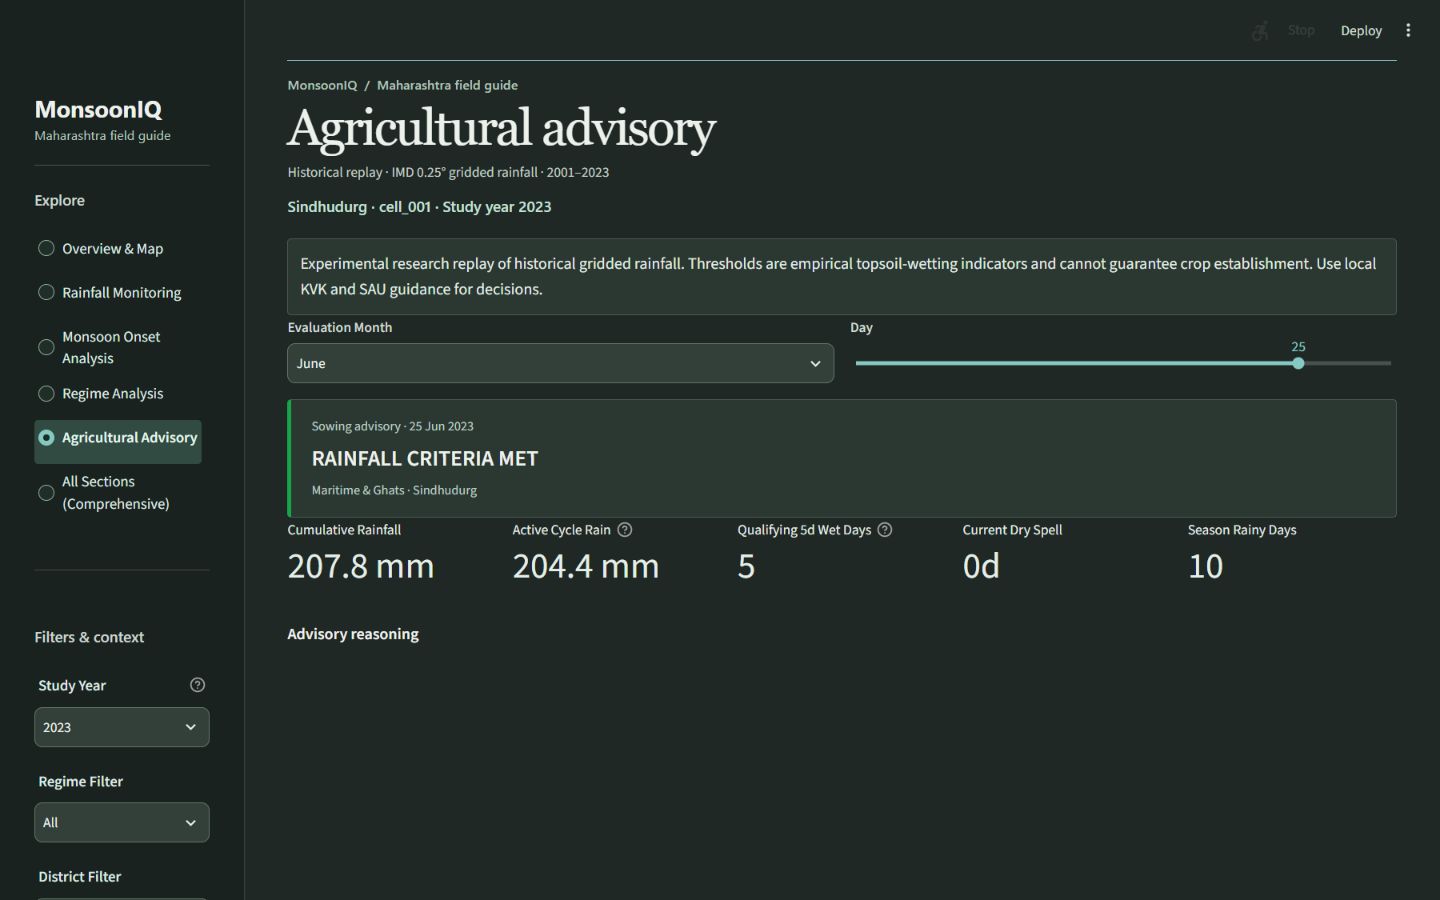 Stop
Deploy
MonsoonIQ
Maharashtra field guide
Explore
Overview & Map
Rainfall Monitoring
Monsoon Onset
Analysis
Regime Analysis
Agricultural Advisory
All Sections
(Comprehensive)
Filters & context
Study Year
2023
Regime Filter
All
District Filter
MonsoonIQ / Maharashtra field guide
Agricultural advisory
Historical replay · IMD 0.25° gridded rainfall · 2001–2023
Sindhudurg · cell_001 · Study year 2023
Experimental research replay of historical gridded rainfall. Thresholds are empirical topsoil-wetting indicators and cannot guarantee crop establishment. Use local
KVK and SAU guidance for decisions.
Evaluation Month
June
Day
25
Sowing advisory · 25 Jun 2023
RAINFALL CRITERIA MET
Maritime & Ghats · Sindhudurg
Cumulative Rainfall
207.8 mm
Active Cycle Rain
204.4 mm
Qualifying 5d Wet Days
5
Current Dry Spell
0d
Season Rainy Days
10
Advisory reasoning